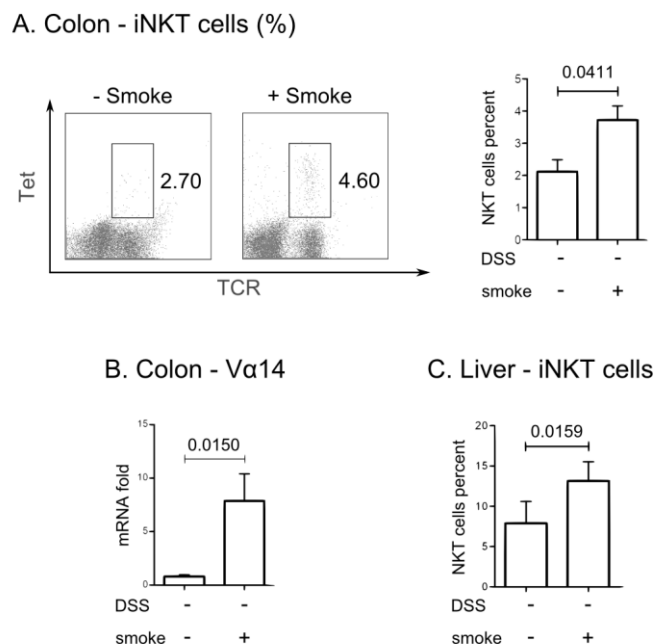 A. Colon - iNKT cells (%)
- Smoke
+ Smoke
Tet
2.70
4.60
TCR
NKT cells percent
5
4
3
2
1
0
0.0411
DSS - -
smoke - +
B. Colon - Vα14
mRNA fold
15
10
5
0
0.0150
DSS - -
smoke - +
C. Liver - iNKT cells
NKT cells percent
20
15
10
5
0
0.0159
DSS - -
smoke - +